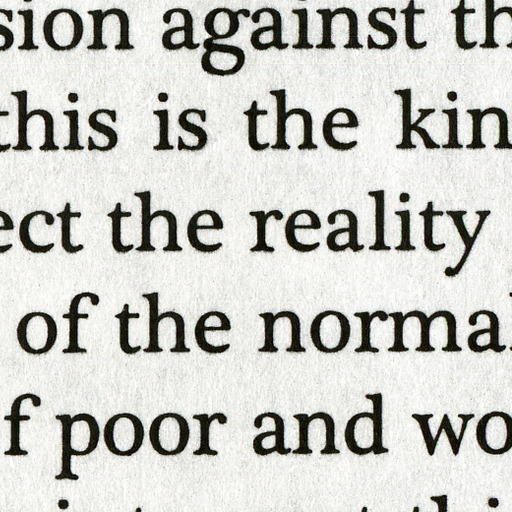 sion against th
this is the kin
ect the reality
of the normal
f poor and wo